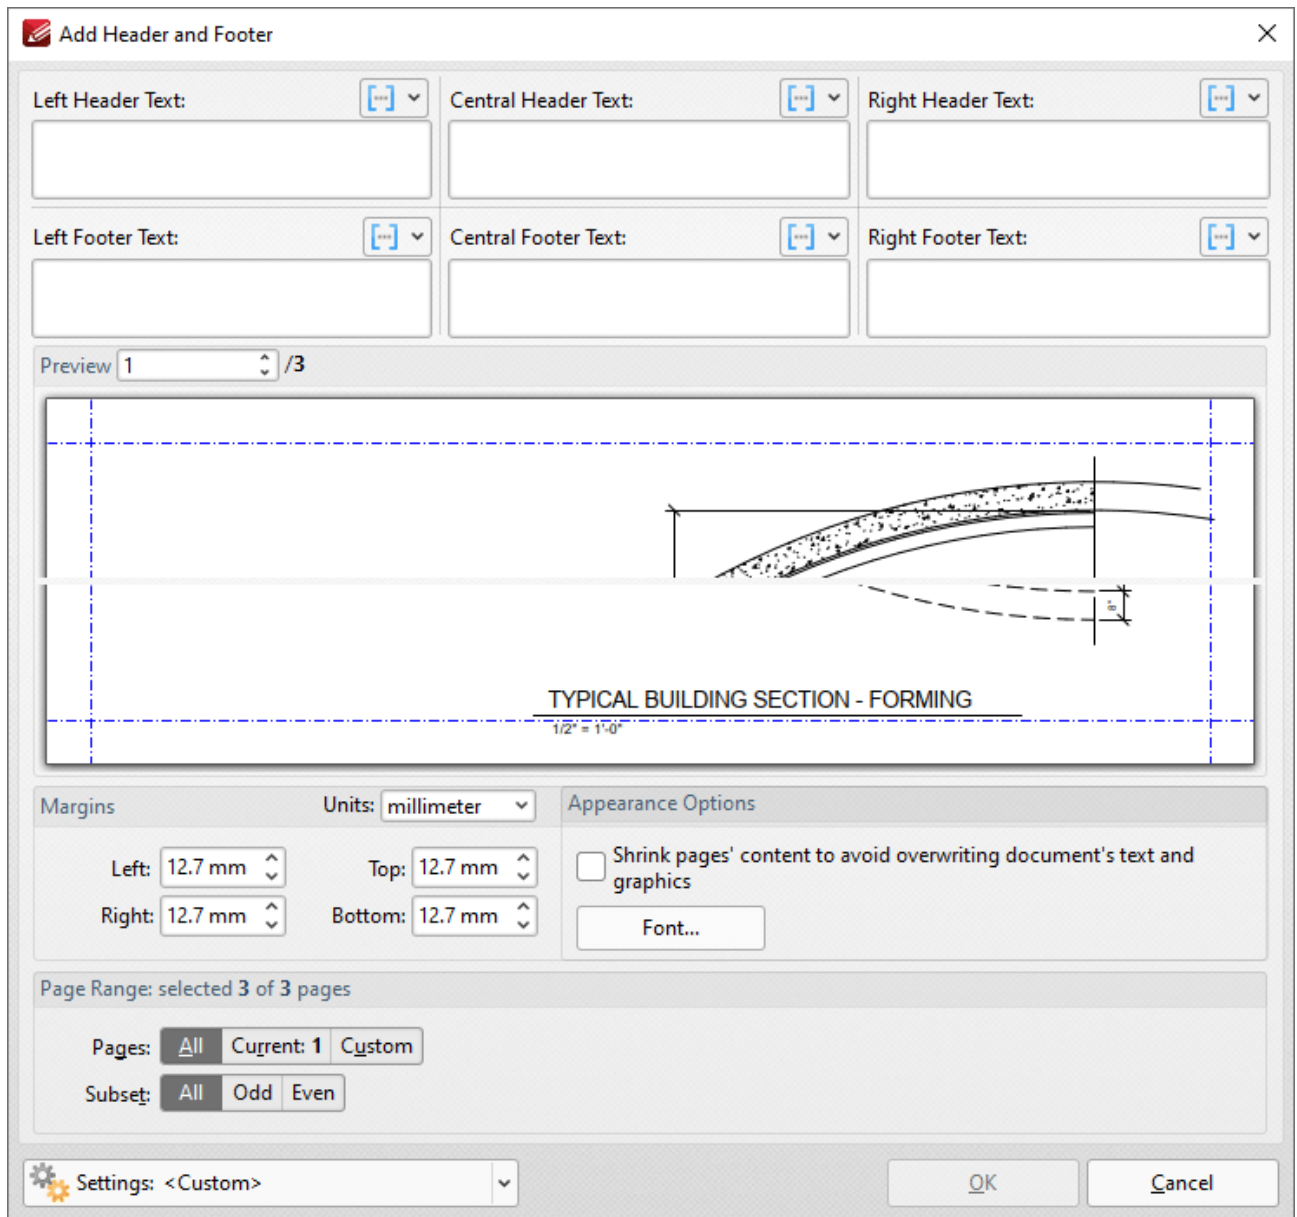 Add Header and Footer
Left Header Text:
Central Header Text:
Right Header Text:
Left Footer Text:
Central Footer Text:
Right Footer Text:
Preview 1 /3
8"
TYPICAL BUILDING SECTION - FORMING
1/2" = 1'-0"
Margins
Units: millimeter
Left: 12.7 mm
Top: 12.7 mm
Right: 12.7 mm
Bottom: 12.7 mm
Appearance Options
Shrink pages' content to avoid overwriting document's text and
graphics
Font...
Page Range: selected 3 of 3 pages
Pages: All Current: 1 Custom
Subset: All Odd Even
Settings: <Custom>
OK
Cancel